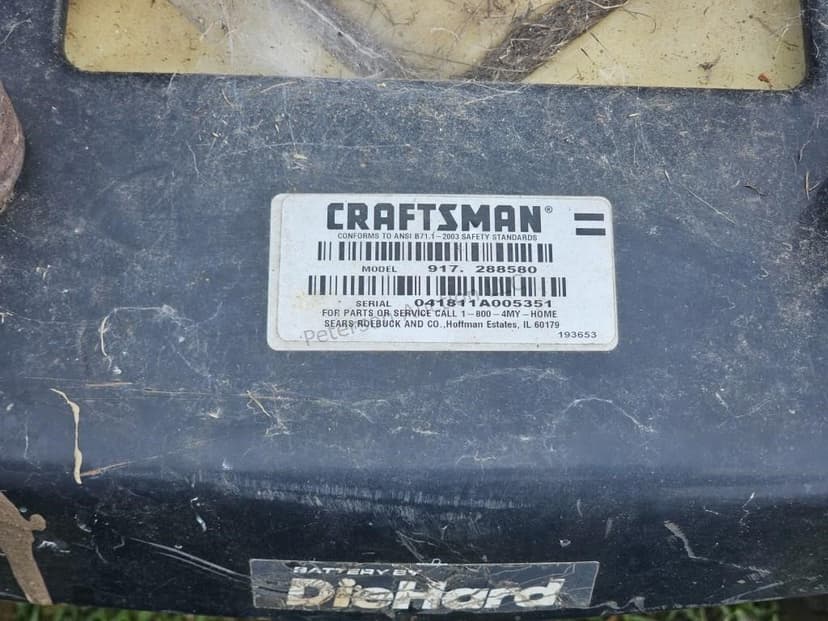 CRAFTSMAN®
CONFORMS TO ANSI B71.1-2003 SAFETY STANDARDS
MODEL 917. 288580
SERIAL 041811A005351
FOR PARTS OR SERVICE CALL 1-800-4MY-HOME
SEARS,ROEBUCK AND CO.,Hoffman Estates, IL 60179
193653
BATTERY BY
DieHard